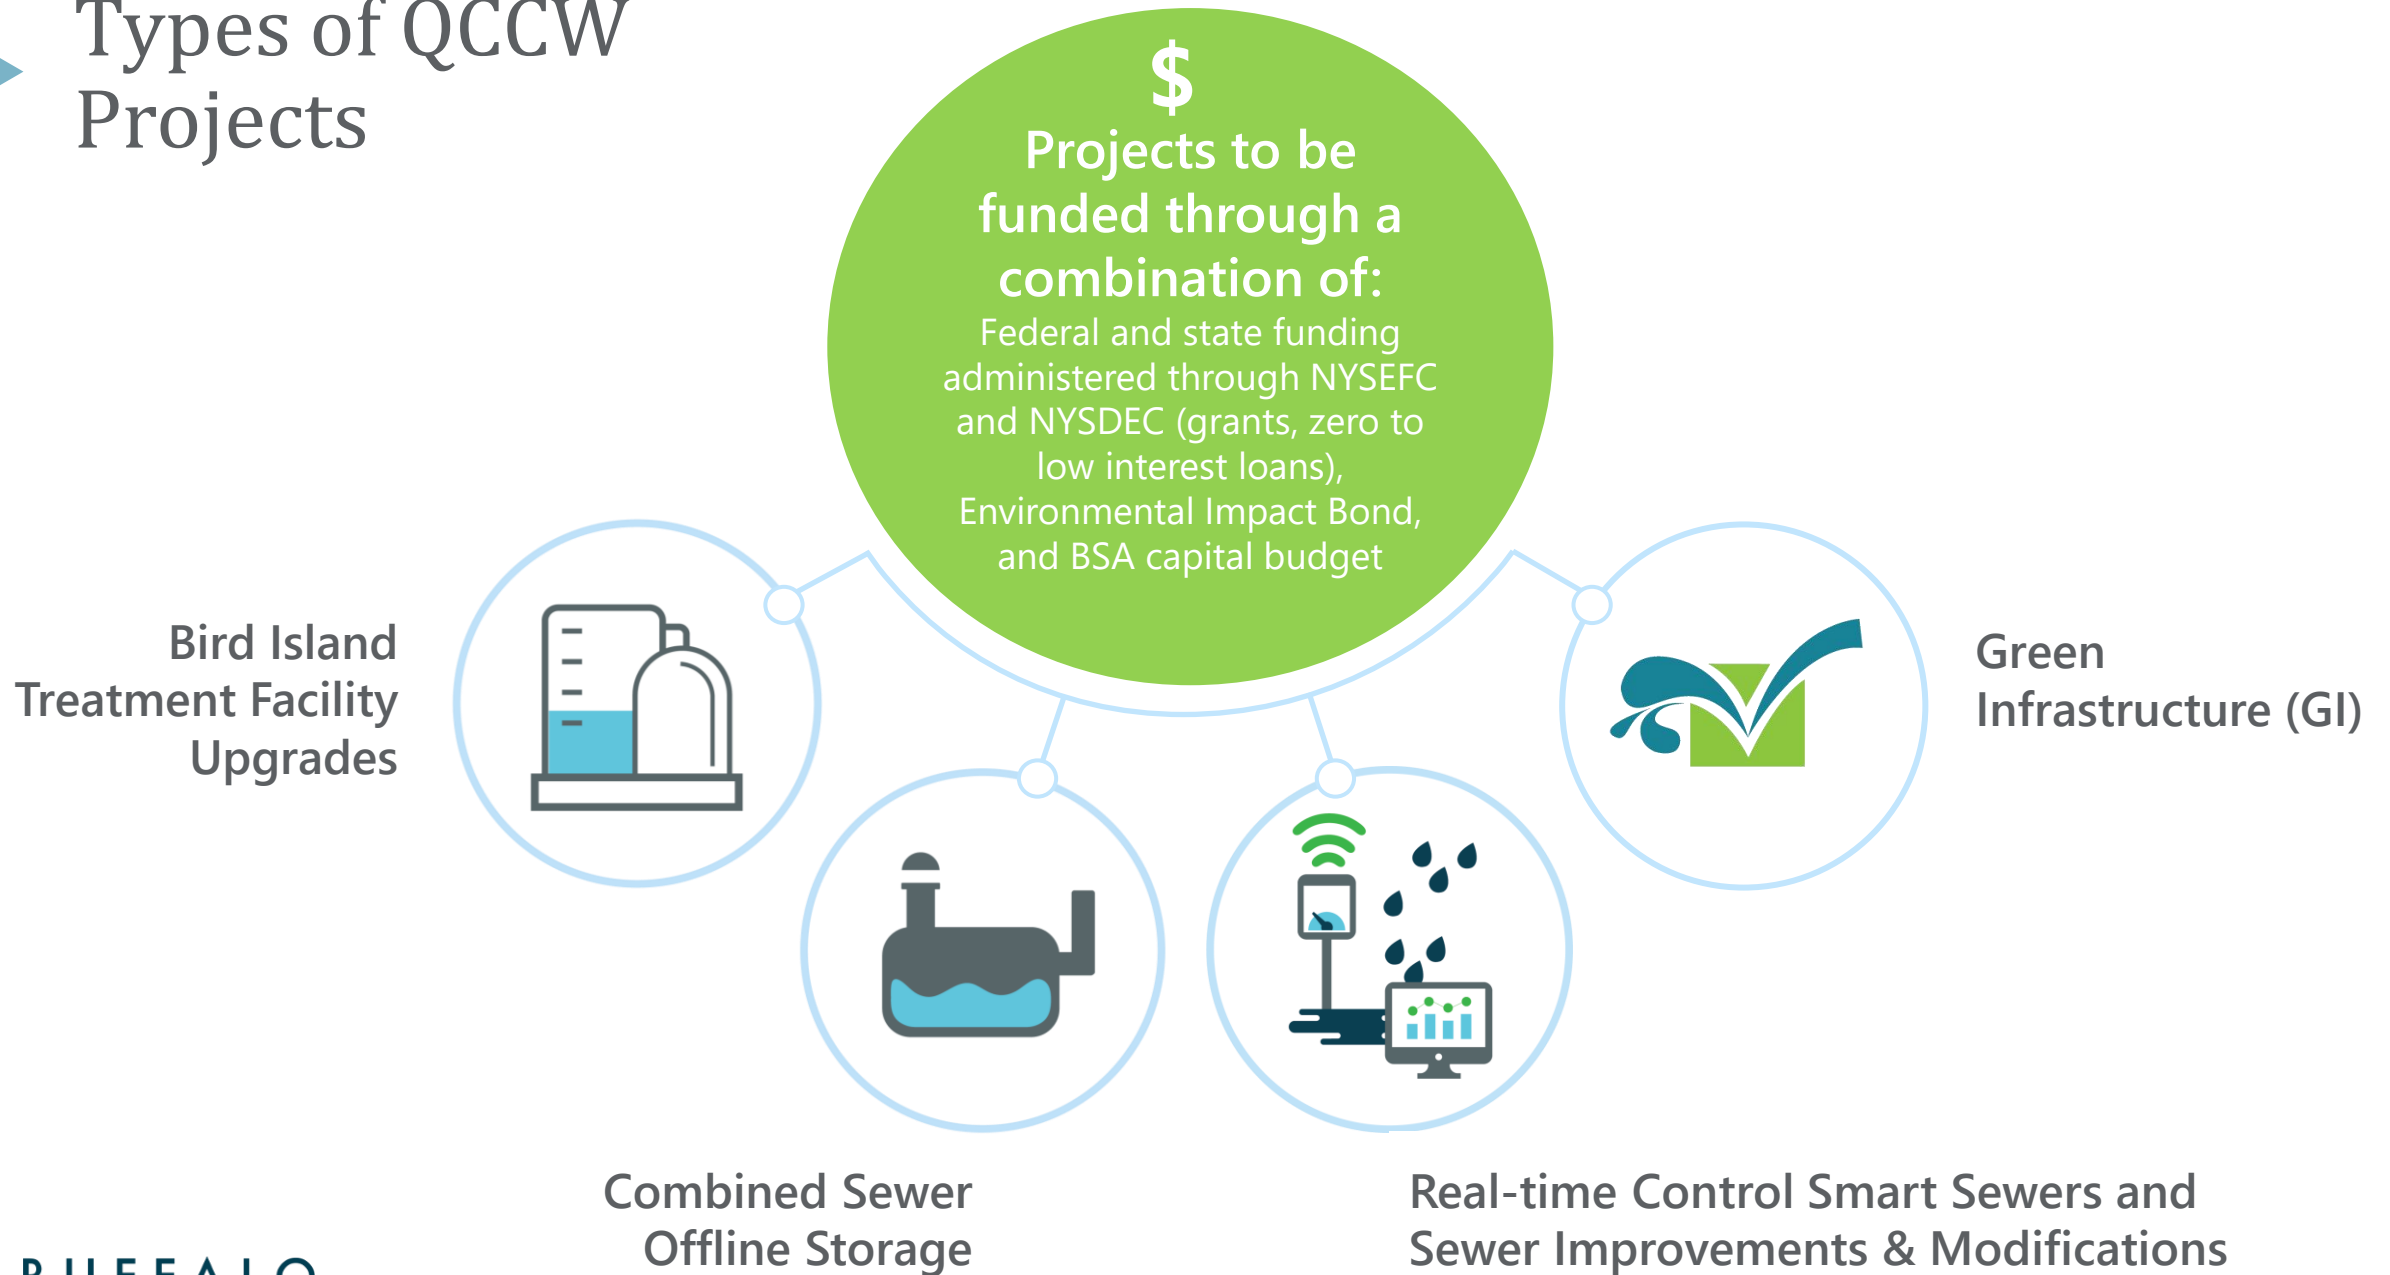 Types of QCCW
Projects
$
Projects to be
funded through a
combination of:
Federal and state funding
administered through NYSEFC
and NYSDEC (grants, zero to
low interest loans),
Environmental Impact Bond,
and BSA capital budget
Bird Island
Treatment Facility
Upgrades
Green
Infrastructure (GI)
Combined Sewer
Offline Storage
Real-time Control Smart Sewers and
Sewer Improvements & Modifications
BUFFALO